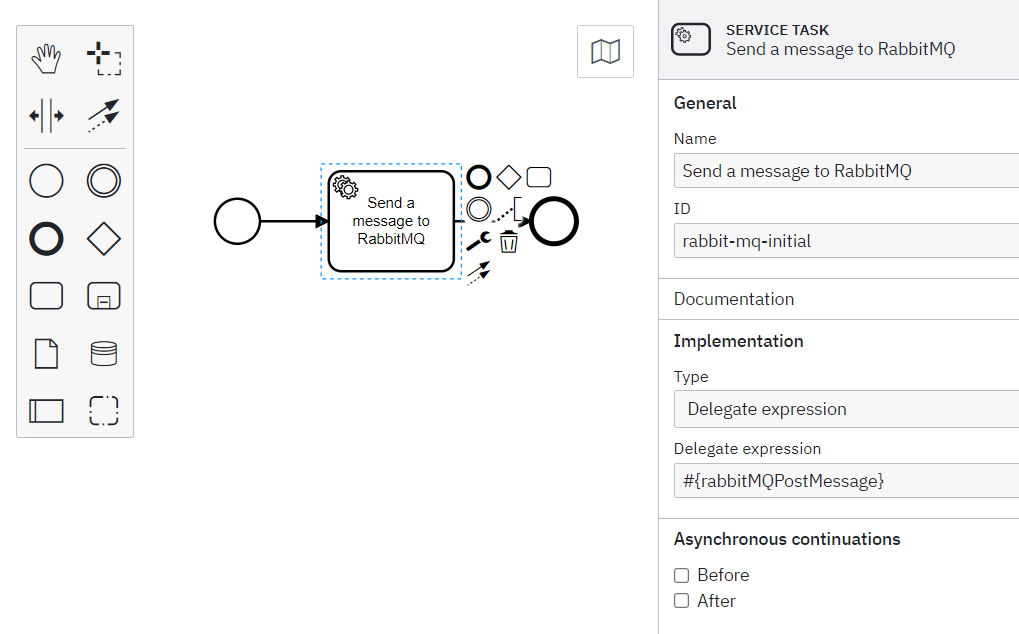 Send a
message to
RabbitMQ
SERVICE TASK
Send a message to RabbitMQ
General
Name
Send a message to RabbitMQ
ID
rabbit-mq-initial
Documentation
Implementation
Type
Delegate expression
Delegate expression
#{rabbitMQPostMessage}
Asynchronous continuations
Before
After